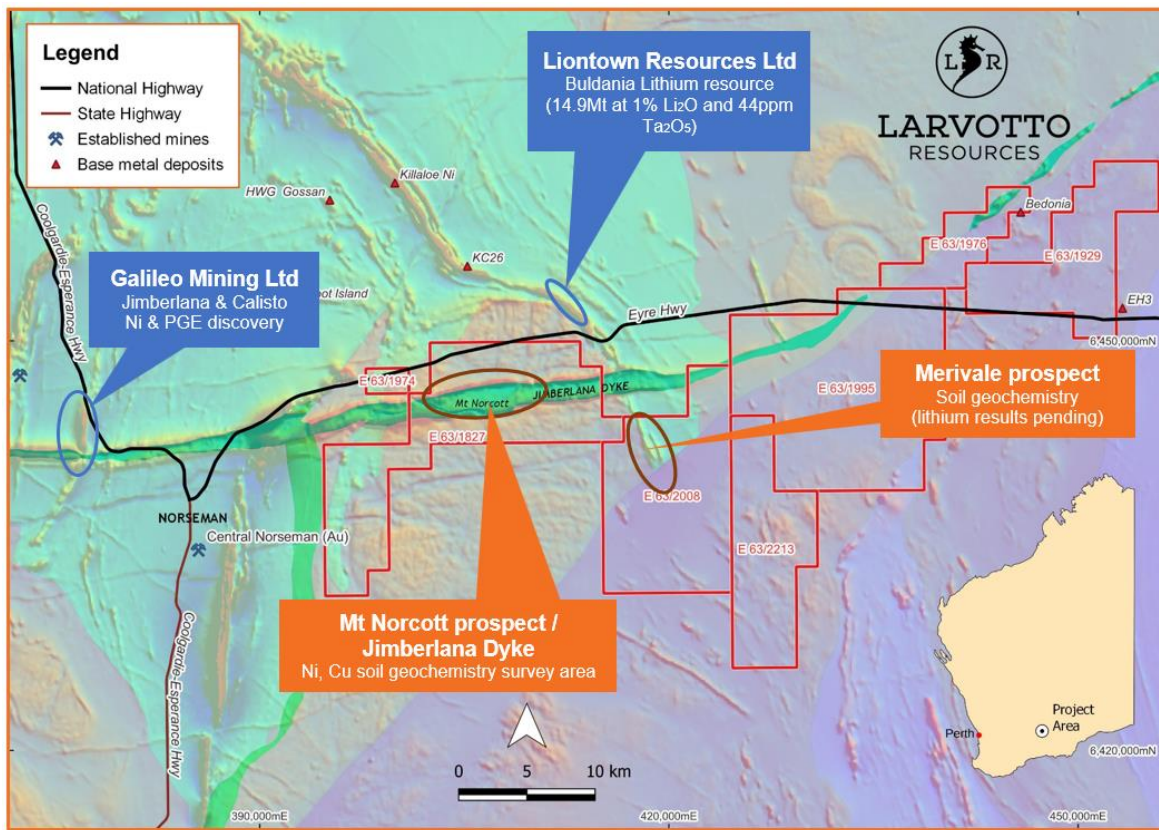 Legend
National Highway
State Highway
Established mines
Base metal deposits
Liontown Resources Ltd
Buldania Lithium resource
(14.9Mt at 1% Li₂O and 44ppm
Ta₂O₅)
L R
LARVOTTO
RESOURCES
Killaloe Ni
HWG Gossan
Coolgardie-Esperance Hwy
Bedonia
E 63/1976
E 63/1929
KC26
Galileo Mining Ltd
Jimberlana & Calisto
Ni & PGE discovery
Island
Eyre Hwy
EH3
6,450,000mN
E 63/1974
JIMBERLANA DYKE
Mt Norcott
Merivale prospect
Soil geochemistry
(lithium results pending)
E 63/1995
E 63/1827
E 63/2008
NORSEMAN
Central Norseman (Au)
E 63/2213
Mt Norcott prospect /
Jimberlana Dyke
Ni, Cu soil geochemistry survey area
Coolgardie-Esperance Hwy
Perth
Project
Area
6,420,000mN
0 5 10 km
390,000mE
420,000mE
450,000mE